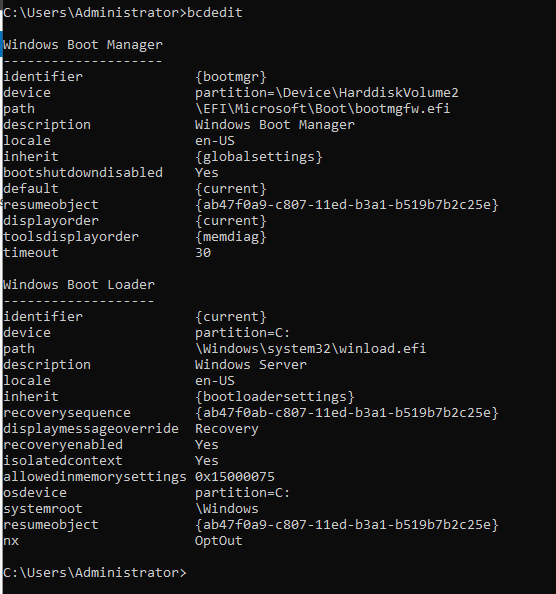 C:\Users\Administrator>bcdedit
Windows Boot Manager
--------------------
identifier              {bootmgr}
device                  partition=\Device\HarddiskVolume2
path                    \EFI\Microsoft\Boot\bootmgfw.efi
description             Windows Boot Manager
locale                  en-US
inherit                 {globalsettings}
bootshutdowndisabled    Yes
default                 {current}
resumeobject            {ab47f0a9-c807-11ed-b3a1-b519b7b2c25e}
displayorder            {current}
toolsdisplayorder       {memdiag}
timeout                 30
Windows Boot Loader
-------------------
identifier              {current}
device                  partition=C:
path                    \Windows\system32\winload.efi
description             Windows Server
locale                  en-US
inherit                 {bootloadersettings}
recoverysequence        {ab47f0ab-c807-11ed-b3a1-b519b7b2c25e}
displaymessageoverride  Recovery
recoveryenabled         Yes
isolatedcontext         Yes
allowedinmemorysettings 0x15000075
osdevice                partition=C:
systemroot              \Windows
resumeobject            {ab47f0a9-c807-11ed-b3a1-b519b7b2c25e}
nx                      OptOut
C:\Users\Administrator>